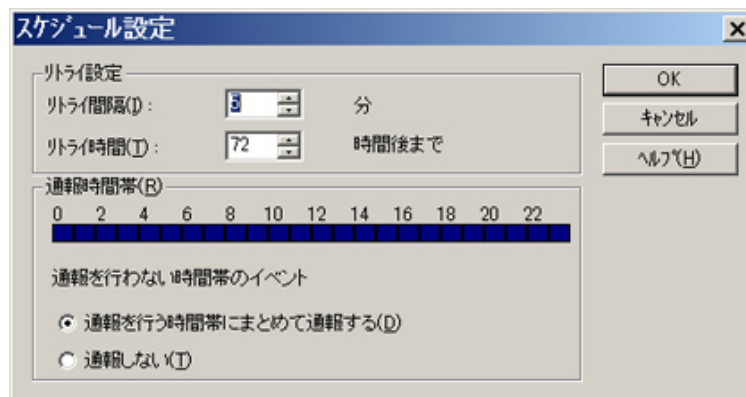 スケジュール設定
リトライ設定
リトライ間隔(I): 5 分
リトライ時間(T): 72 時間後まで
OK
キャンセル
ヘルプ(H)
通報時間帯(R)
0 2 4 6 8 10 12 14 16 18 20 22
通報を行わない時間帯のイベント
通報を行う時間帯にまとめて通報する(D)
通報しない(T)